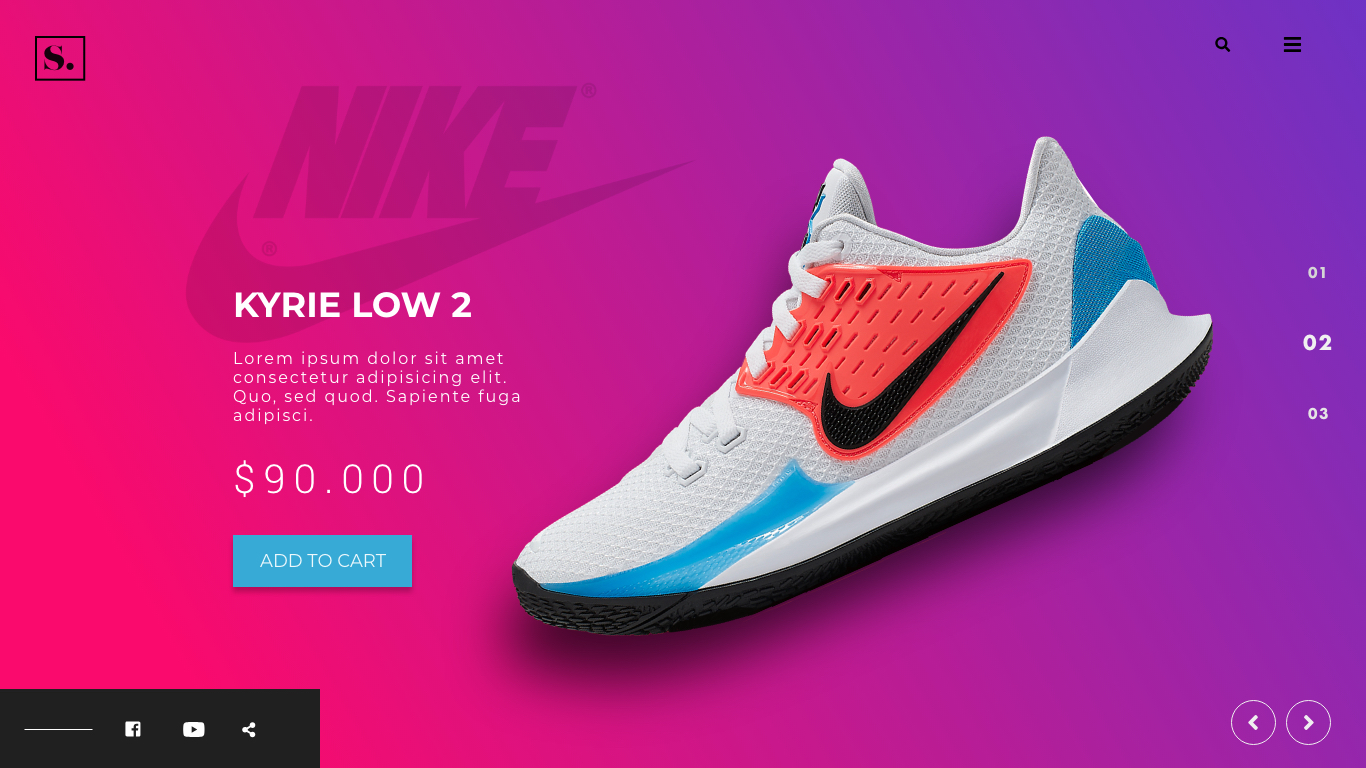 S.
NIKE®
®
KYRIE LOW 2
Lorem ipsum dolor sit amet
consectetur adipisicing elit.
Quo, sed quod. Sapiente fuga
adipisci.
$90.000
ADD TO CART
01
02
03